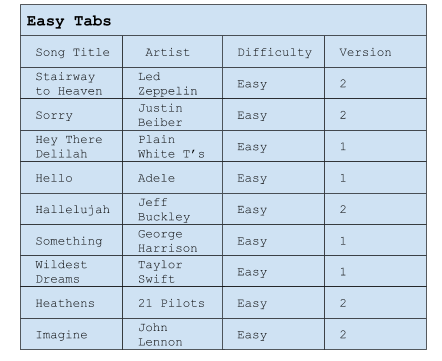 Easy Tabs
Song Title Artist Difficulty Version
Stairway to Heaven Led Zeppelin Easy 2
Sorry Justin Beiber Easy 2
Hey There Delilah Plain White T's Easy 1
Hello Adele Easy 1
Hallelujah Jeff Buckley Easy 2
Something George Harrison Easy 1
Wildest Dreams Taylor Swift Easy 1
Heathens 21 Pilots Easy 2
Imagine John Lennon Easy 2